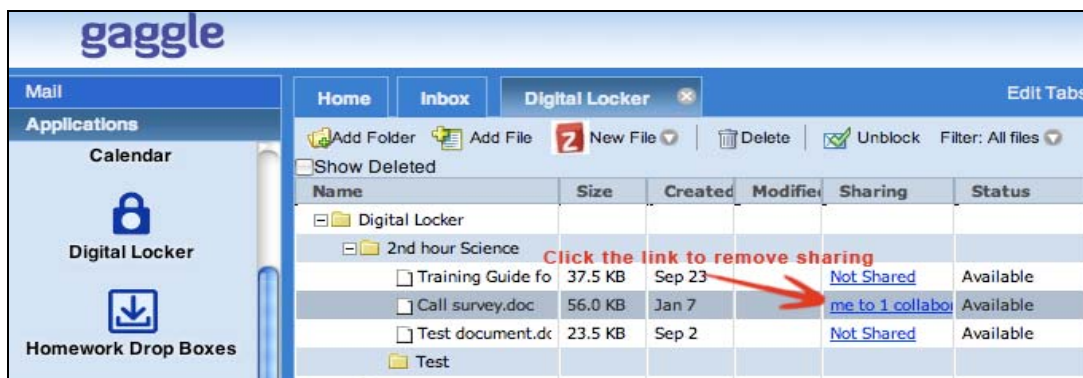 gaggle
Mail
Applications
Calendar
Digital Locker
Homework Drop Boxes
Home Inbox Digital Locker Edit Tabs
Add Folder Add File New File Delete Unblock Filter: All files
Show Deleted
Name Size Created Modified Sharing Status
Digital Locker
2nd hour Science
Click the link to remove sharing
Training Guide fo 37.5 KB Sep 23 Not Shared Available
Call survey.doc 56.0 KB Jan 7 me to 1 collabor Available
Test document.dc 23.5 KB Sep 2 Not Shared Available
Test